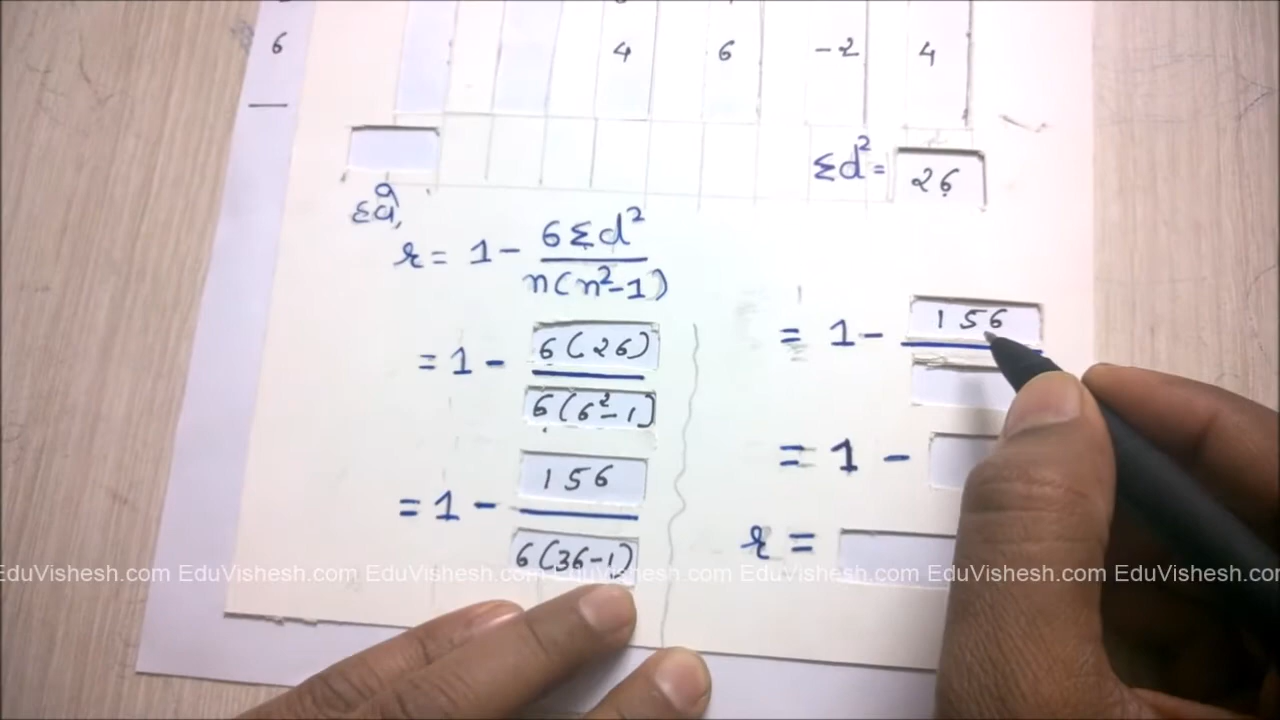 6 4 6 -2 4
Σd² = 26
હવે,
r = 1 - 6Σd² / n(n²-1)
= 1 - 6(26) / 6(6²-1)
= 1 - 156 / 6(36-1)
= 1 - 156
= 1 -
r =
EduVishesh.com EduVishesh.com EduVishesh.com EduVishesh.com EduVishesh.com EduVishesh.com EduVishesh.com